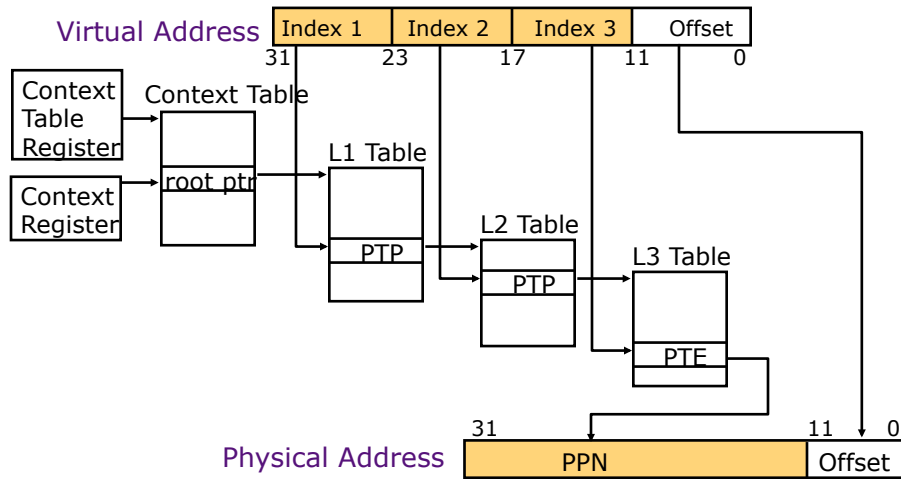 Virtual Address
Index 1 Index 2 Index 3 Offset
31 23 17 11 0
Context
Table
Register
Context Table
root ptr
Context
Register
L1 Table
PTP
L2 Table
PTP
L3 Table
PTE
31 11 0
Physical Address
PPN Offset